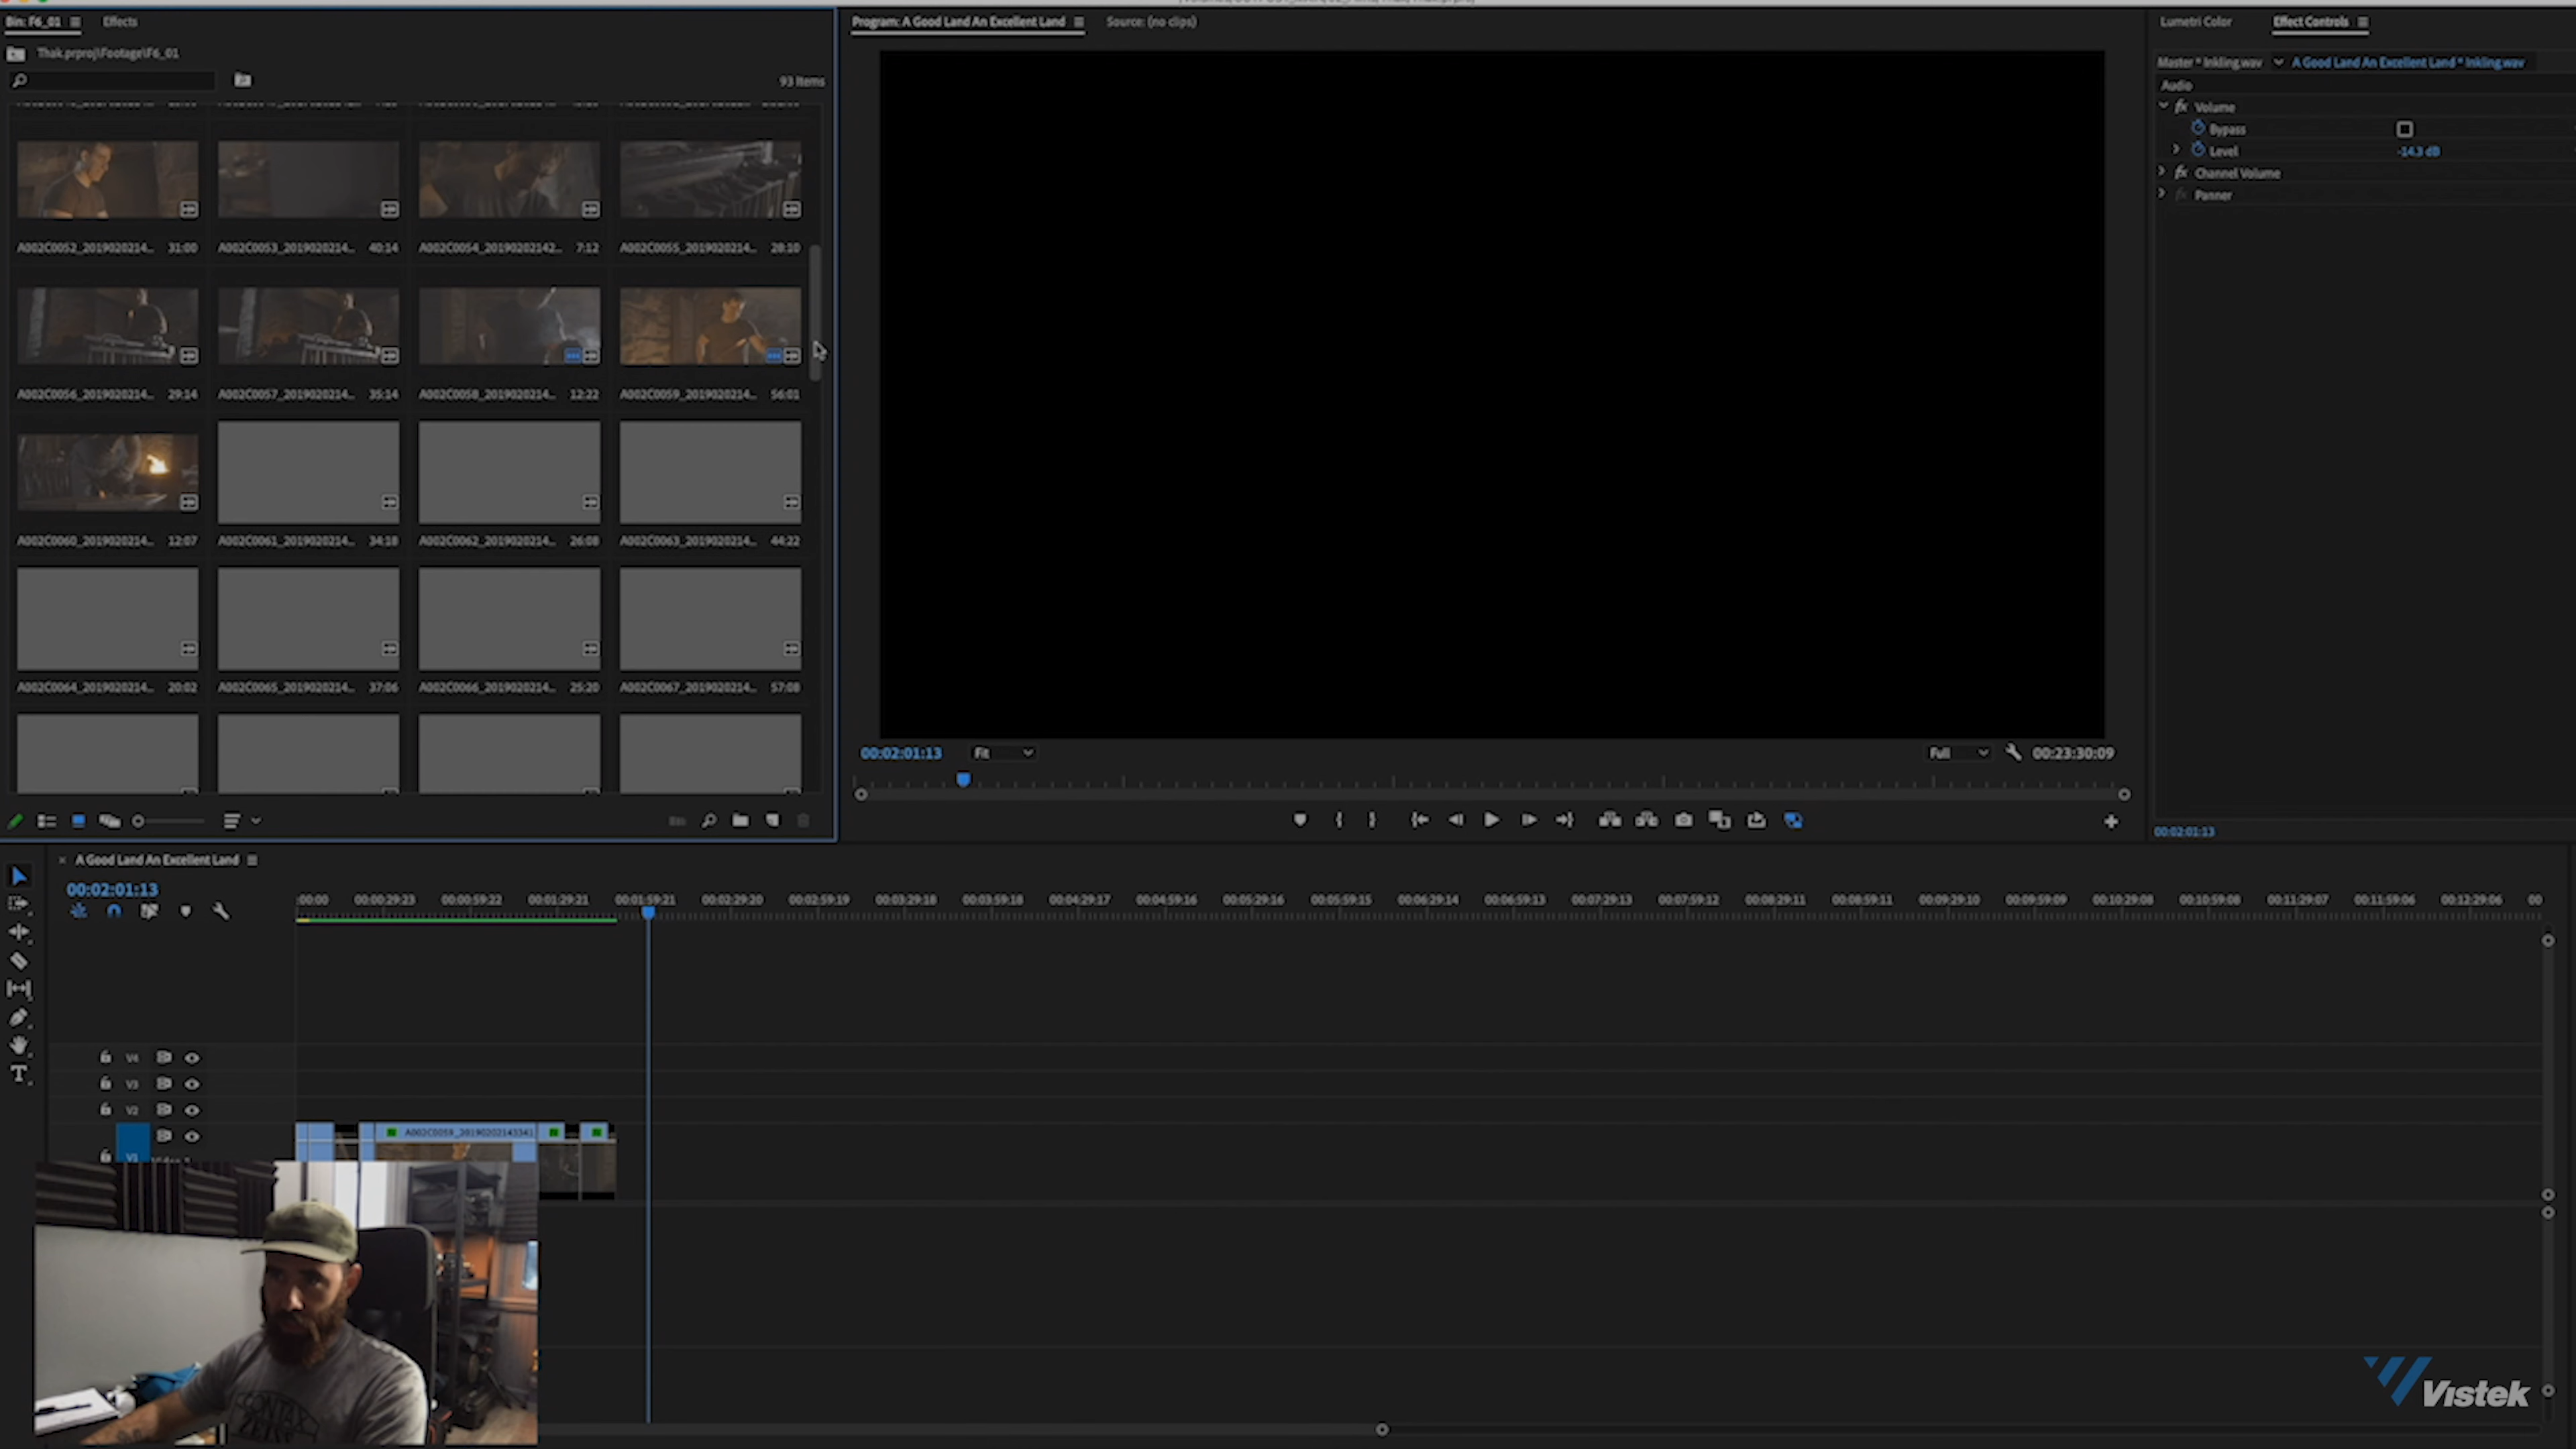 Bin: F6_01
Effects
Thak.prproj\Footage\F6_01
93 Items
A002C0052_2019020214... 31:00
A002C0053_2019020214... 40:14
A002C0054_20190202142... 7:12
A002C0055_2019020214... 28:10
A002C0056_2019020214... 29:14
A002C0057_2019020214... 35:14
A002C0058_2019020214... 12:22
A002C0059_2019020214... 56:01
A002C0060_2019020214... 12:07
A002C0061_2019020214... 34:18
A002C0062_2019020214... 26:08
A002C0063_2019020214... 44:22
A002C0064_2019020214... 20:02
A002C0065_2019020214... 37:06
A002C0066_2019020214... 25:20
A002C0067_2019020214... 57:08
Program: A Good Land An Excellent Land
Source: (no clips)
00:02:01:13
Fit
Full
00:23:30:09
Lumetri Color
Effect Controls
Master * Inkling.wav
A Good Land An Excellent Land * Inkling.wav
Audio
fx Volume
Bypass
Level
-14.3 dB
fx Channel Volume
fx Panner
00:02:01:13
A Good Land An Excellent Land
00:02:01:13
:00:00
00:00:29:23
00:00:59:22
00:01:29:21
00:01:59:21
00:02:29:20
00:02:59:19
00:03:29:18
00:03:59:18
00:04:29:17
00:04:59:16
00:05:29:16
00:05:59:15
00:06:29:14
00:06:59:13
00:07:29:13
00:07:59:12
00:08:29:11
00:08:59:11
00:09:29:10
00:09:59:09
00:10:29:08
00:10:59:08
00:11:29:07
00:11:59:06
00:12:29:06
00
V4
V3
V2
V1
A002C0059_20190202143341
CONTAX
VISTEK